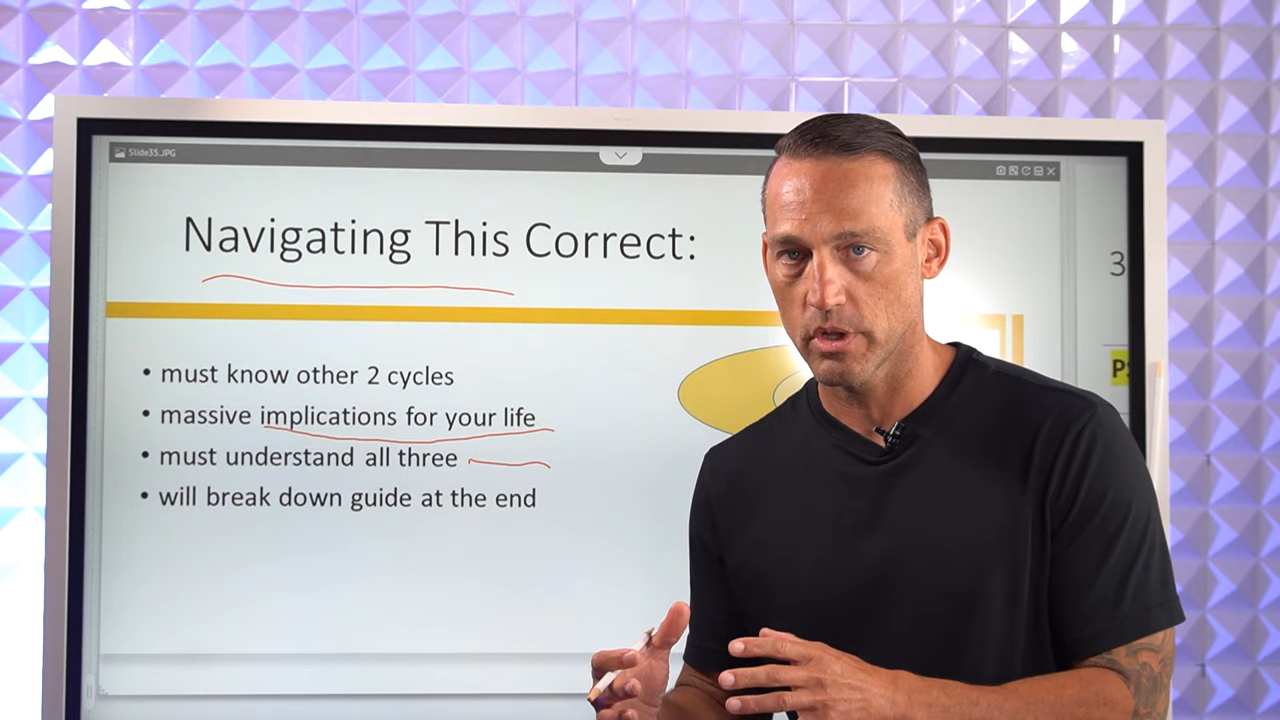 Slide35.JPG
Navigating This Correct:
3
• must know other 2 cycles
• massive implications for your life
• must understand all three
• will break down guide at the end